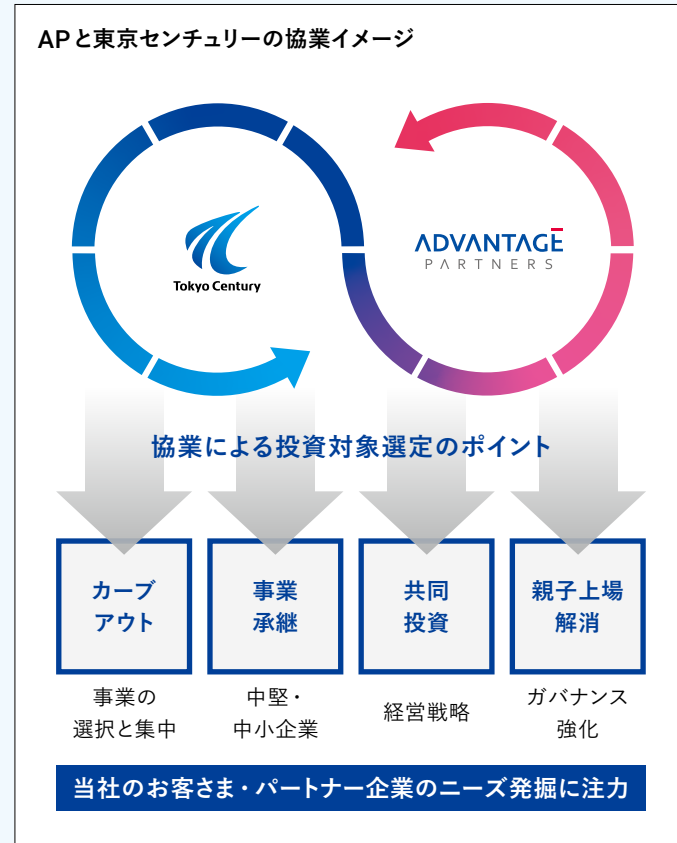 APと東京センチュリーの協業イメージ
Tokyo Century
ADVANTAGE
PARTNERS
協業による投資対象選定のポイント
カーブ
アウト
事業
承継
共同
投資
親子上場
解消
事業の
選択と集中
中堅・
中小企業
経営戦略
ガバナンス
強化
当社のお客さま・パートナー企業のニーズ発掘に注力